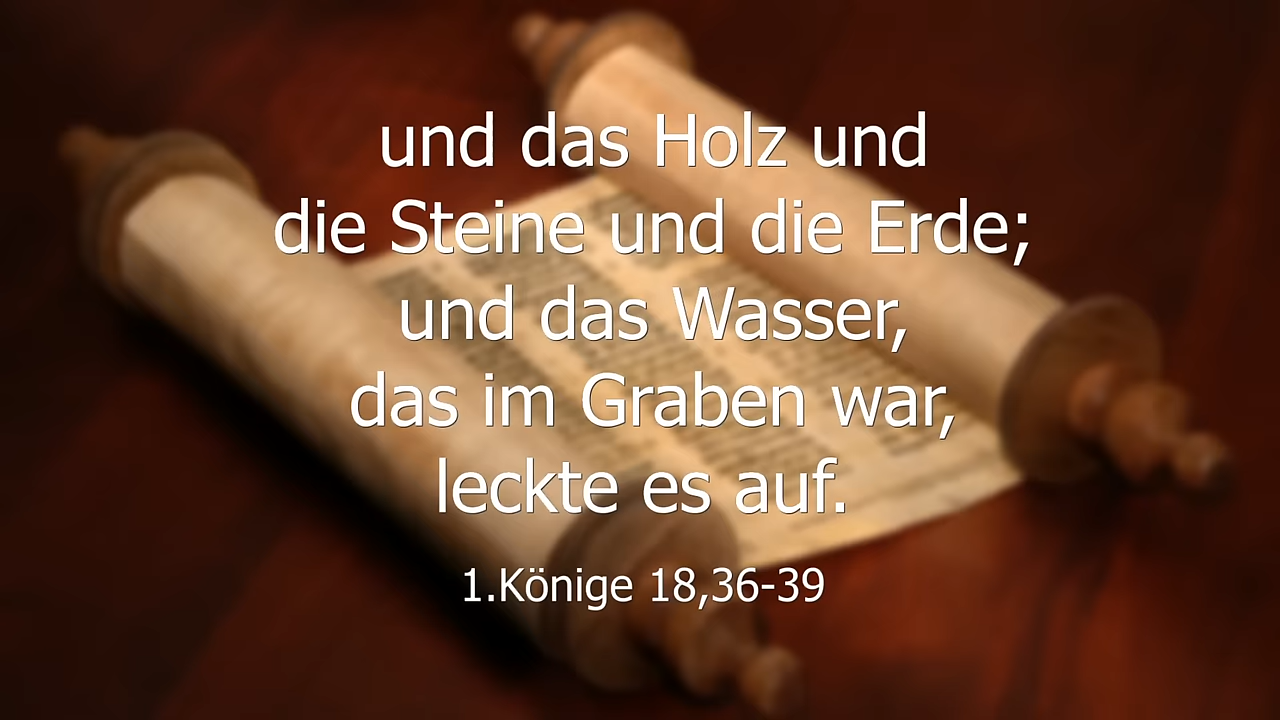 und das Holz und
die Steine und die Erde;
und das Wasser,
das im Graben war,
leckte es auf.
1.Könige 18,36-39